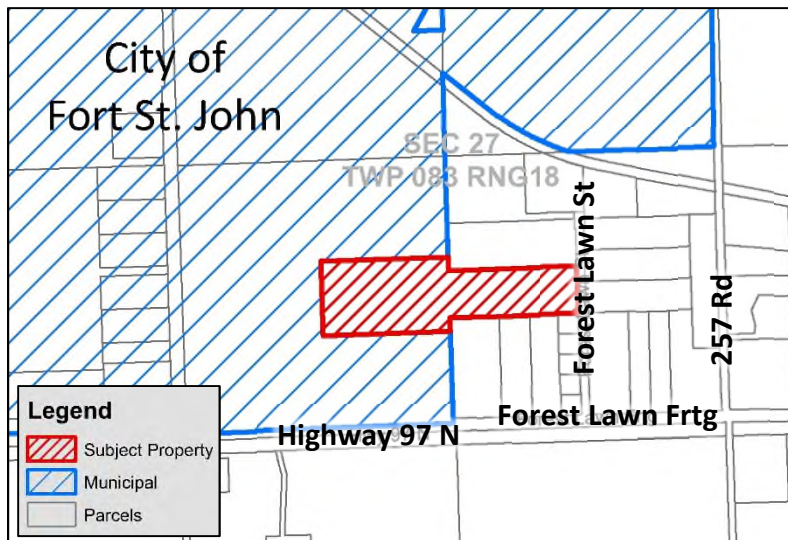 City of
Fort St. John
SEC 27
TWP 083 RNG18
Forest Lawn St
257 Rd
Forest Lawn Frtg
Highway 97 N
Legend
Subject Property
Municipal
Parcels